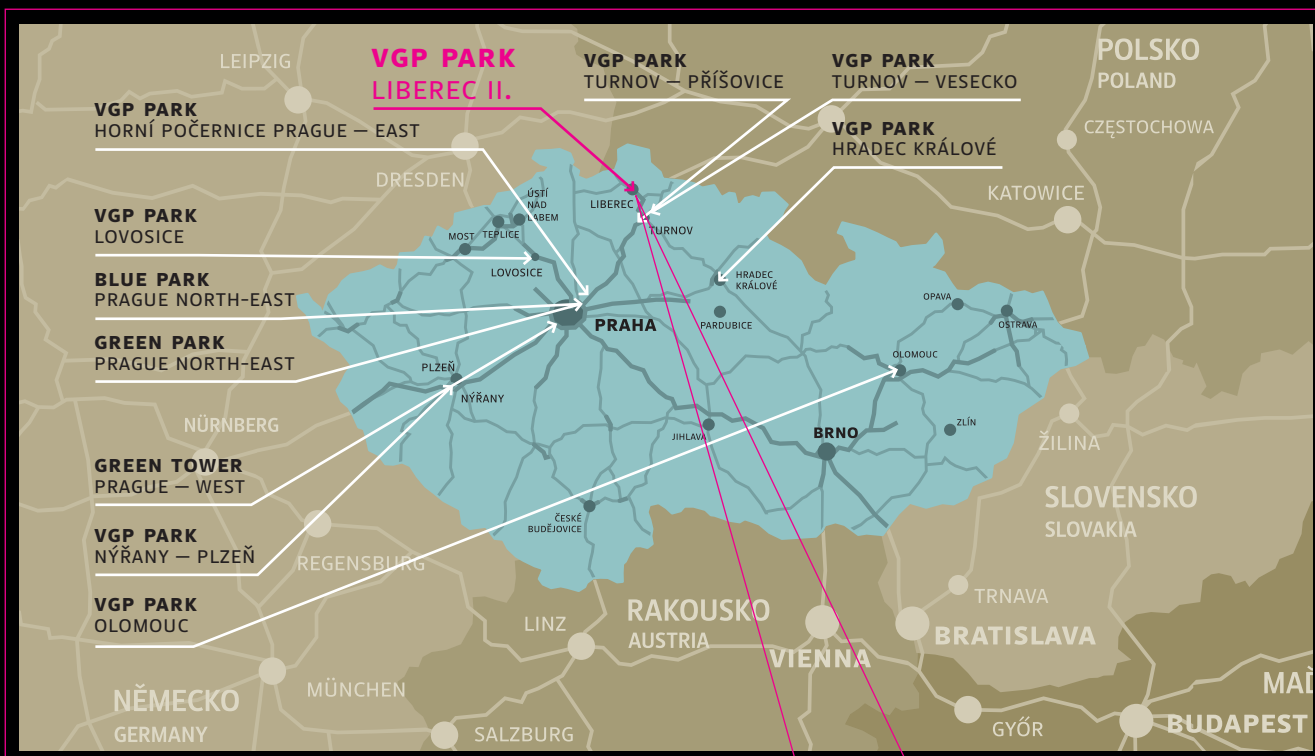 VGP PARK
LIBEREC II.
VGP PARK
TURNOV — PŘÍŠOVICE
VGP PARK
TURNOV — VESECKO
VGP PARK
HRADEC KRÁLOVÉ
VGP PARK
HORNÍ POČERNICE PRAGUE — EAST
VGP PARK
LOVOSICE
BLUE PARK
PRAGUE NORTH-EAST
GREEN PARK
PRAGUE NORTH-EAST
GREEN TOWER
PRAGUE — WEST
VGP PARK
NÝŘANY — PLZEŇ
VGP PARK
OLOMOUC
LEIPZIG
DRESDEN
POLSKO
POLAND
CZĘSTOCHOWA
KATOWICE
ÚSTÍ
NAD
LABEM
MOST
TEPLICE
LOVOSICE
LIBEREC
TURNOV
HRADEC
KRÁLOVÉ
PARDUBICE
PRAHA
PLZEŇ
NÝŘANY
OPAVA
OSTRAVA
OLOMOUC
JIHLAVA
BRNO
ZLÍN
ČESKÉ
BUDĚJOVICE
NÜRNBERG
REGENSBURG
ŽILINA
SLOVENSKO
SLOVAKIA
TRNAVA
BRATISLAVA
RAKOUSKO
AUSTRIA
LINZ
VIENNA
NĚMECKO
GERMANY
MÜNCHEN
SALZBURG
GYŐR
MAĎ
BUDAPEST